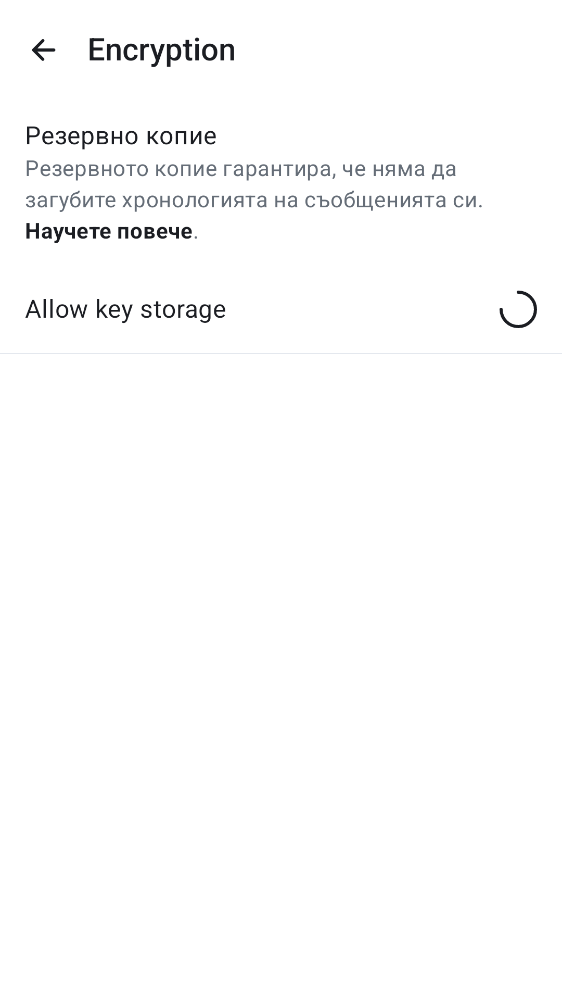 Encryption
Резервно копие
Резервното копие гарантира, че няма да
загубите хронологията на съобщенията си.
Научете повече.
Allow key storage